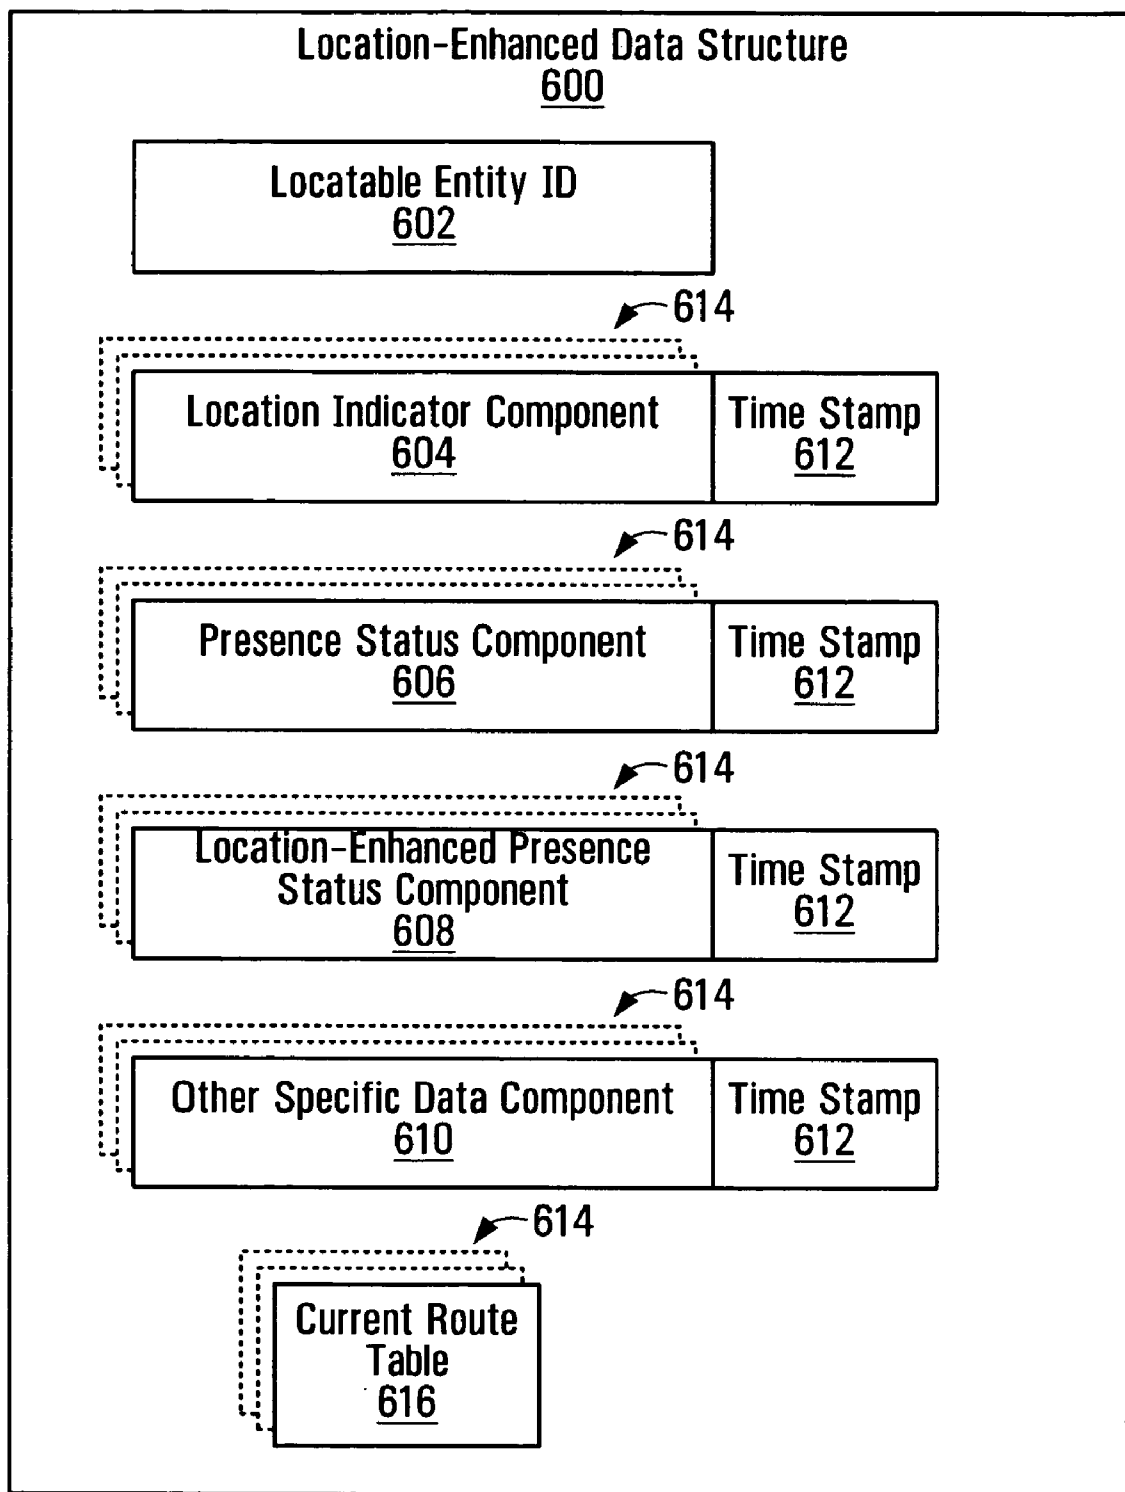 Location-Enhanced Data Structure
600
Locatable Entity ID
602
614
Location Indicator Component
604
Time Stamp
612
614
Presence Status Component
606
Time Stamp
612
614
Location-Enhanced Presence
Status Component
608
Time Stamp
612
614
Other Specific Data Component
610
Time Stamp
612
614
Current Route
Table
616